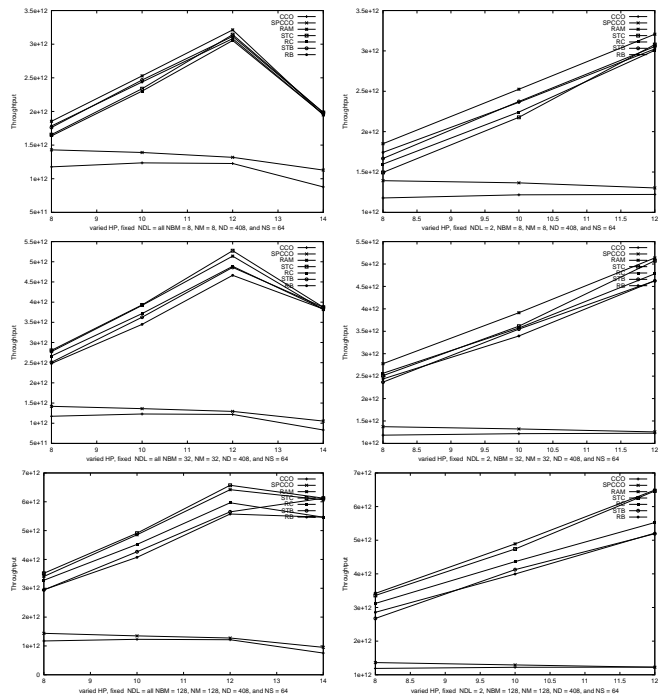 3.5e+12
3e+12
2.5e+12
2e+12
1.5e+12
1e+12
5e+11
Throughtput
CCO
SPCCO
RAM
STC
RC
STB
RB
8 9 10 11 12 13 14
varied HP, fixed NDL = all NBM = 8, NM = 8, ND = 408, and NS = 64
3.5e+12
3e+12
2.5e+12
2e+12
1.5e+12
1e+12
Throughtput
CCO
SPCCO
RAM
STC
RC
STB
RB
8 8.5 9 9.5 10 10.5 11 11.5 12
varied HP, fixed NDL = 2, NBM = 8, NM = 8, ND = 408, and NS = 64
5.5e+12
5e+12
4.5e+12
4e+12
3.5e+12
3e+12
2.5e+12
2e+12
1.5e+12
1e+12
5e+11
Throughtput
CCO
SPCCO
RAM
STC
RC
STB
RB
8 9 10 11 12 13 14
varied HP, fixed NDL = all NBM = 32, NM = 32, ND = 408, and NS = 64
5.5e+12
5e+12
4.5e+12
4e+12
3.5e+12
3e+12
2.5e+12
2e+12
1.5e+12
1e+12
Throughtput
CCO
SPCCO
RAM
STC
RC
STB
RB
8 8.5 9 9.5 10 10.5 11 11.5 12
varied HP, fixed NDL = 2, NBM = 32, NM = 32, ND = 408, and NS = 64
7e+12
6e+12
5e+12
4e+12
3e+12
2e+12
1e+12
0
Throughtput
CCO
SPCCO
RAM
STC
RC
STB
RB
8 9 10 11 12 13 14
varied HP, fixed NDL = all NBM = 128, NM = 128, ND = 408, and NS = 64
7e+12
6e+12
5e+12
4e+12
3e+12
2e+12
1e+12
Throughtput
CCO
SPCCO
RAM
STC
RC
STB
RB
8 8.5 9 9.5 10 10.5 11 11.5 12
varied HP, fixed NDL = 2, NBM = 128, NM = 128, ND = 408, and NS = 64